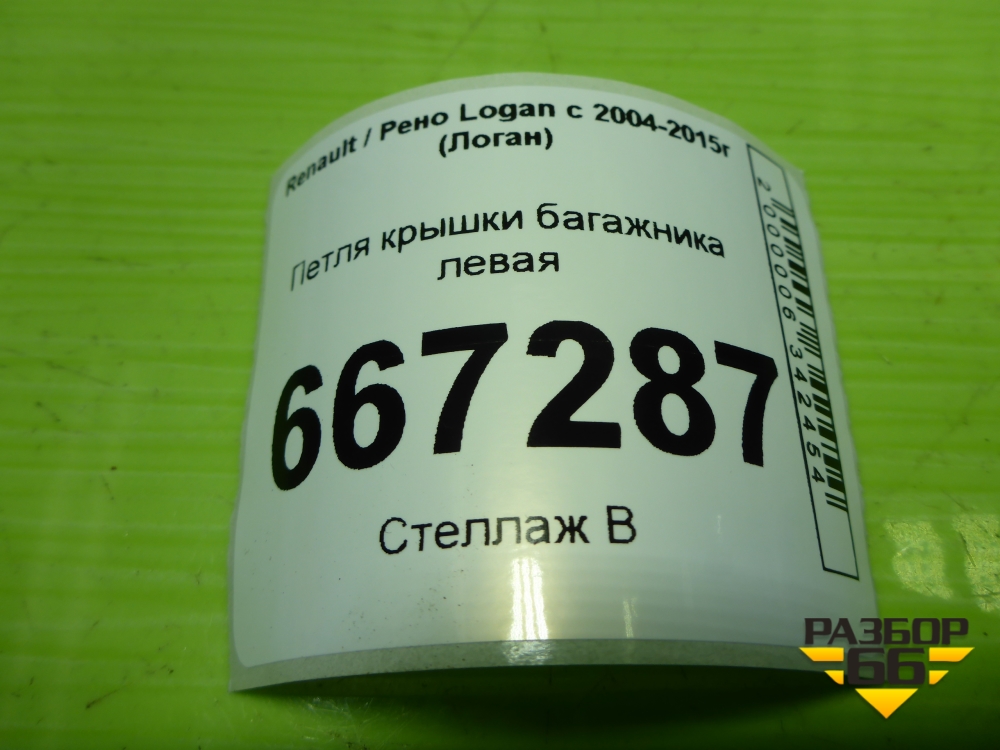 Renault / Рено Logan с 2004-2015г
(Логан)
Петля крышки багажника
левая
667287
Стеллаж В
2000006342454
РАЗБОР
66